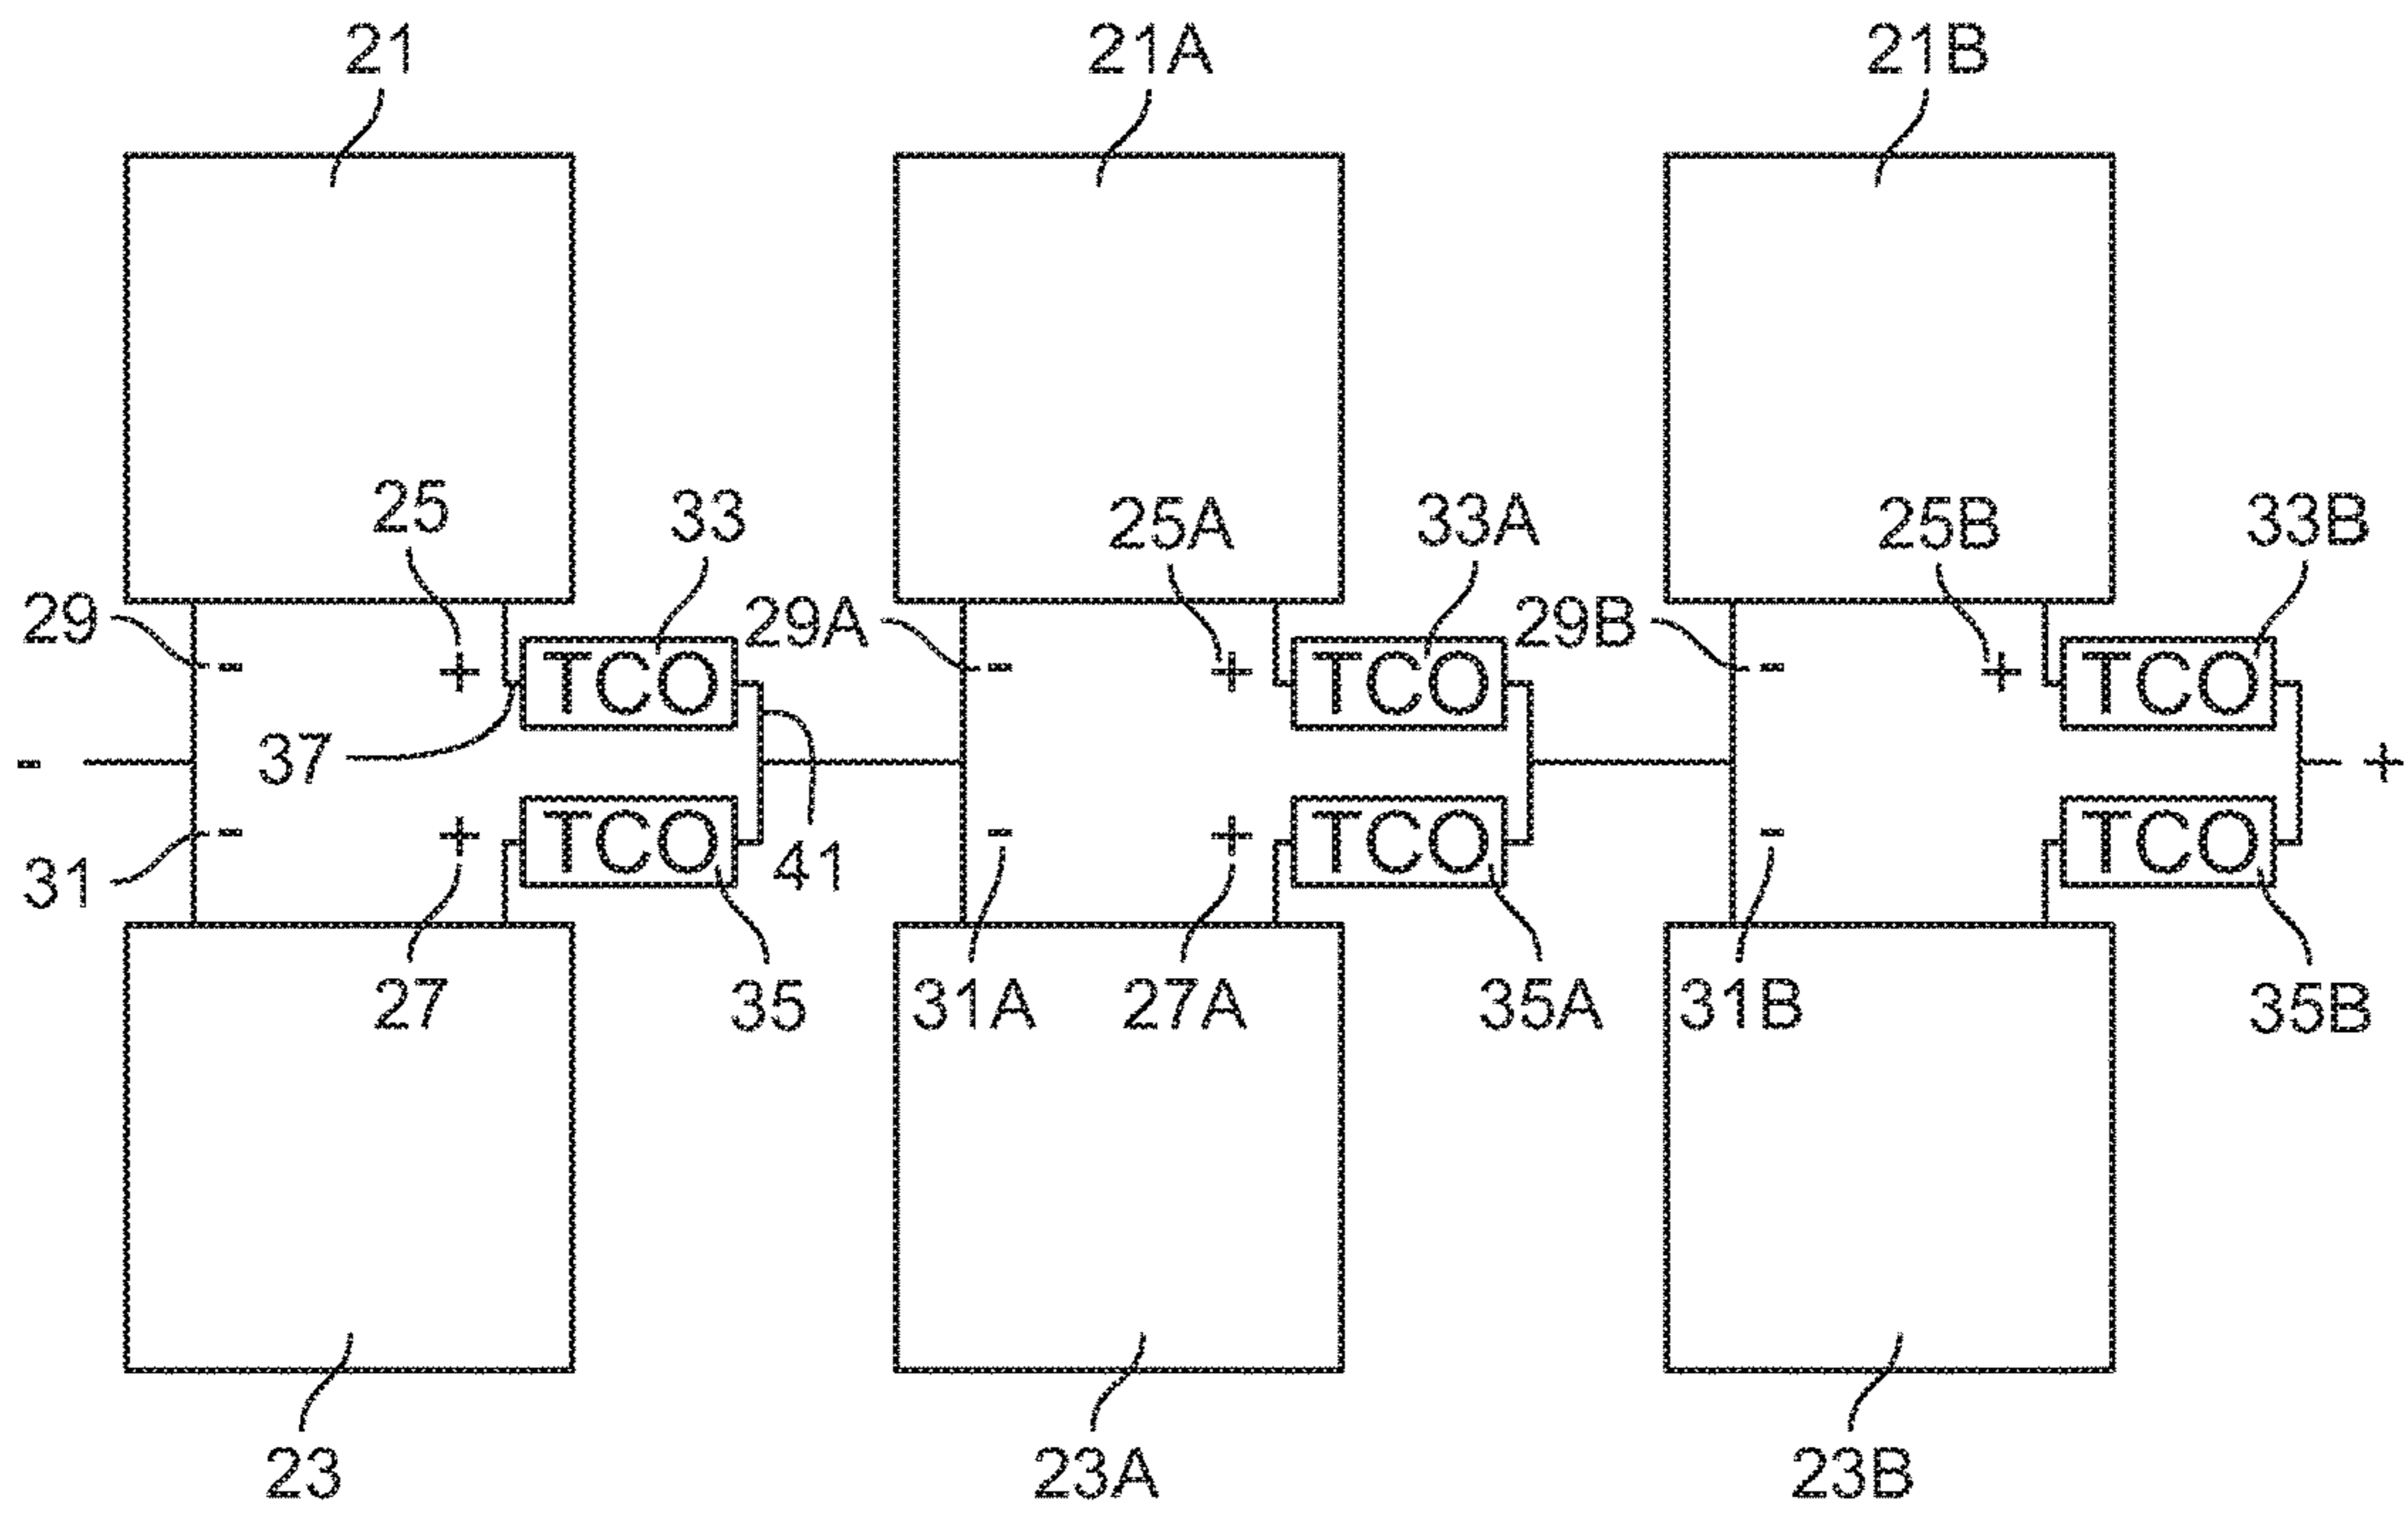 21 21A 21B
25 33 25A 33A 25B 33B
29 29A 29B
- + TCO - + TCO - + TCO
37
- +
- + TCO - + TCO - TCO
31 41
27 35 31A 27A 35A 31B 35B
23 23A 23B